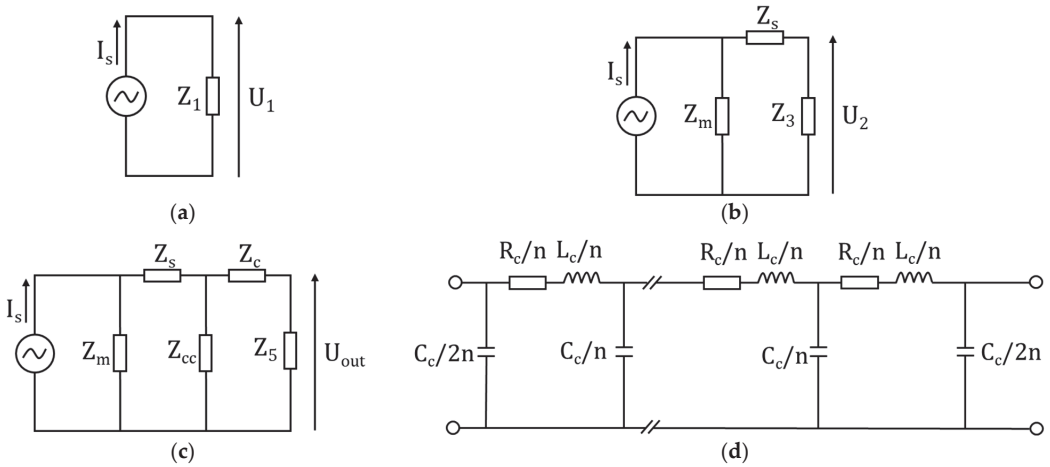 I_s
Z_1
U_1
(a)
I_s
Z_m
Z_s
Z_3
U_2
(b)
I_s
Z_m
Z_s
Z_cc
Z_c
Z_5
U_out
(c)
R_c/n L_c/n R_c/n L_c/n R_c/n L_c/n
C_c/2n C_c/n C_c/n C_c/2n
(d)